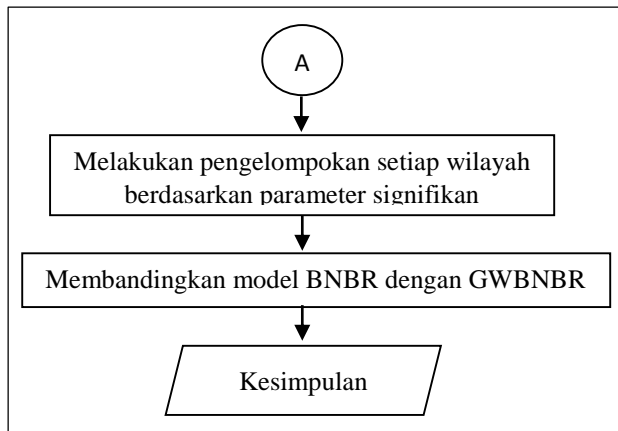 A
Melakukan pengelompokan setiap wilayah
berdasarkan parameter signifikan
Membandingkan model BNBR dengan GWBNBR
Kesimpulan